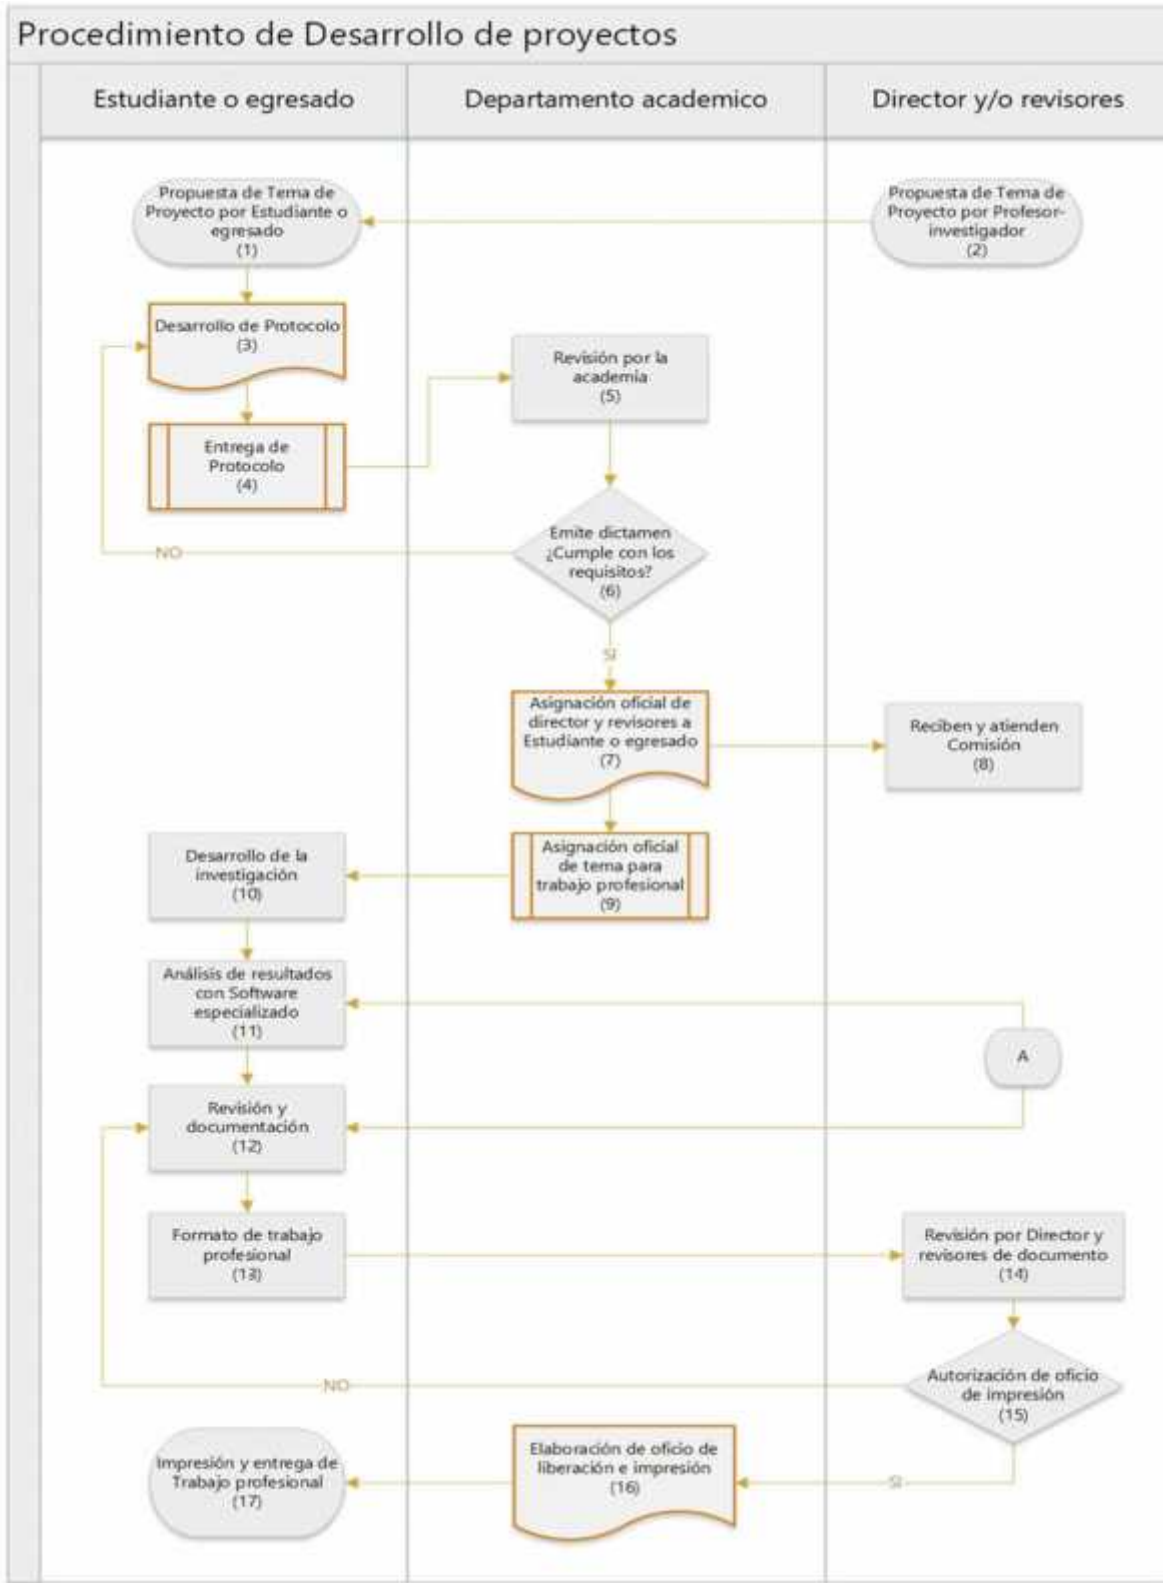 Procedimiento de Desarrollo de proyectos
Estudiante o egresado
Departamento academico
Director y/o revisores
Propuesta de Tema de
Proyecto por Estudiante o
egresado
(1)
Propuesta de Tema de
Proyecto por Profesor-
investigador
(2)
Desarrollo de Protocolo
(3)
Revisión por la
academia
(5)
Entrega de
Protocolo
(4)
Emite dictamen
¿Cumple con los
requisitos?
(6)
NO
SI
Asignación oficial de
director y revisores a
Estudiante o egresado
(7)
Reciben y atienden
Comisión
(8)
Asignación oficial
de tema para
trabajo profesional
(9)
Desarrollo de la
investigación
(10)
Análisis de resultados
con Software
especializado
(11)
A
Revisión y
documentación
(12)
Formato de trabajo
profesional
(13)
Revisión por Director y
revisores de documento
(14)
Autorización de oficio
de impresión
(15)
NO
SI
Elaboración de oficio de
liberación e impresión
(16)
Impresión y entrega de
Trabajo profesional
(17)